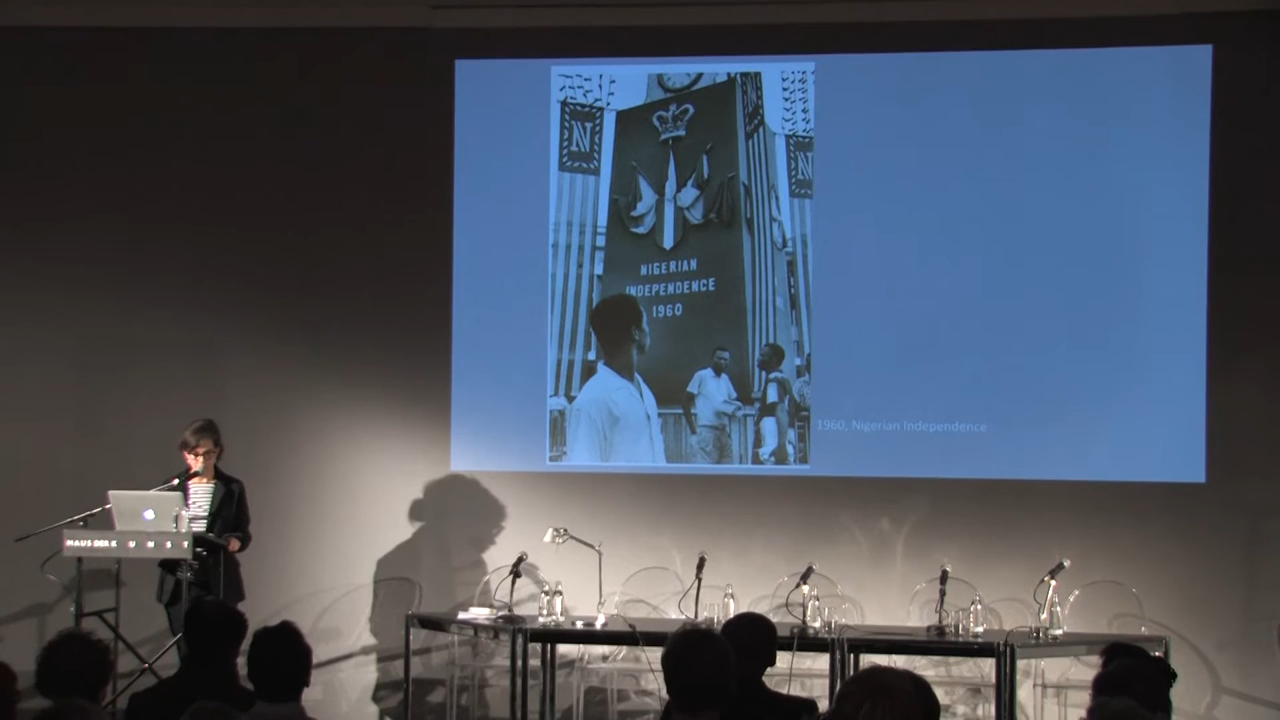 N
N
NIGERIAN
INDEPENDENCE
1960
1960, Nigerian Independence
HAUS DER K U N S T